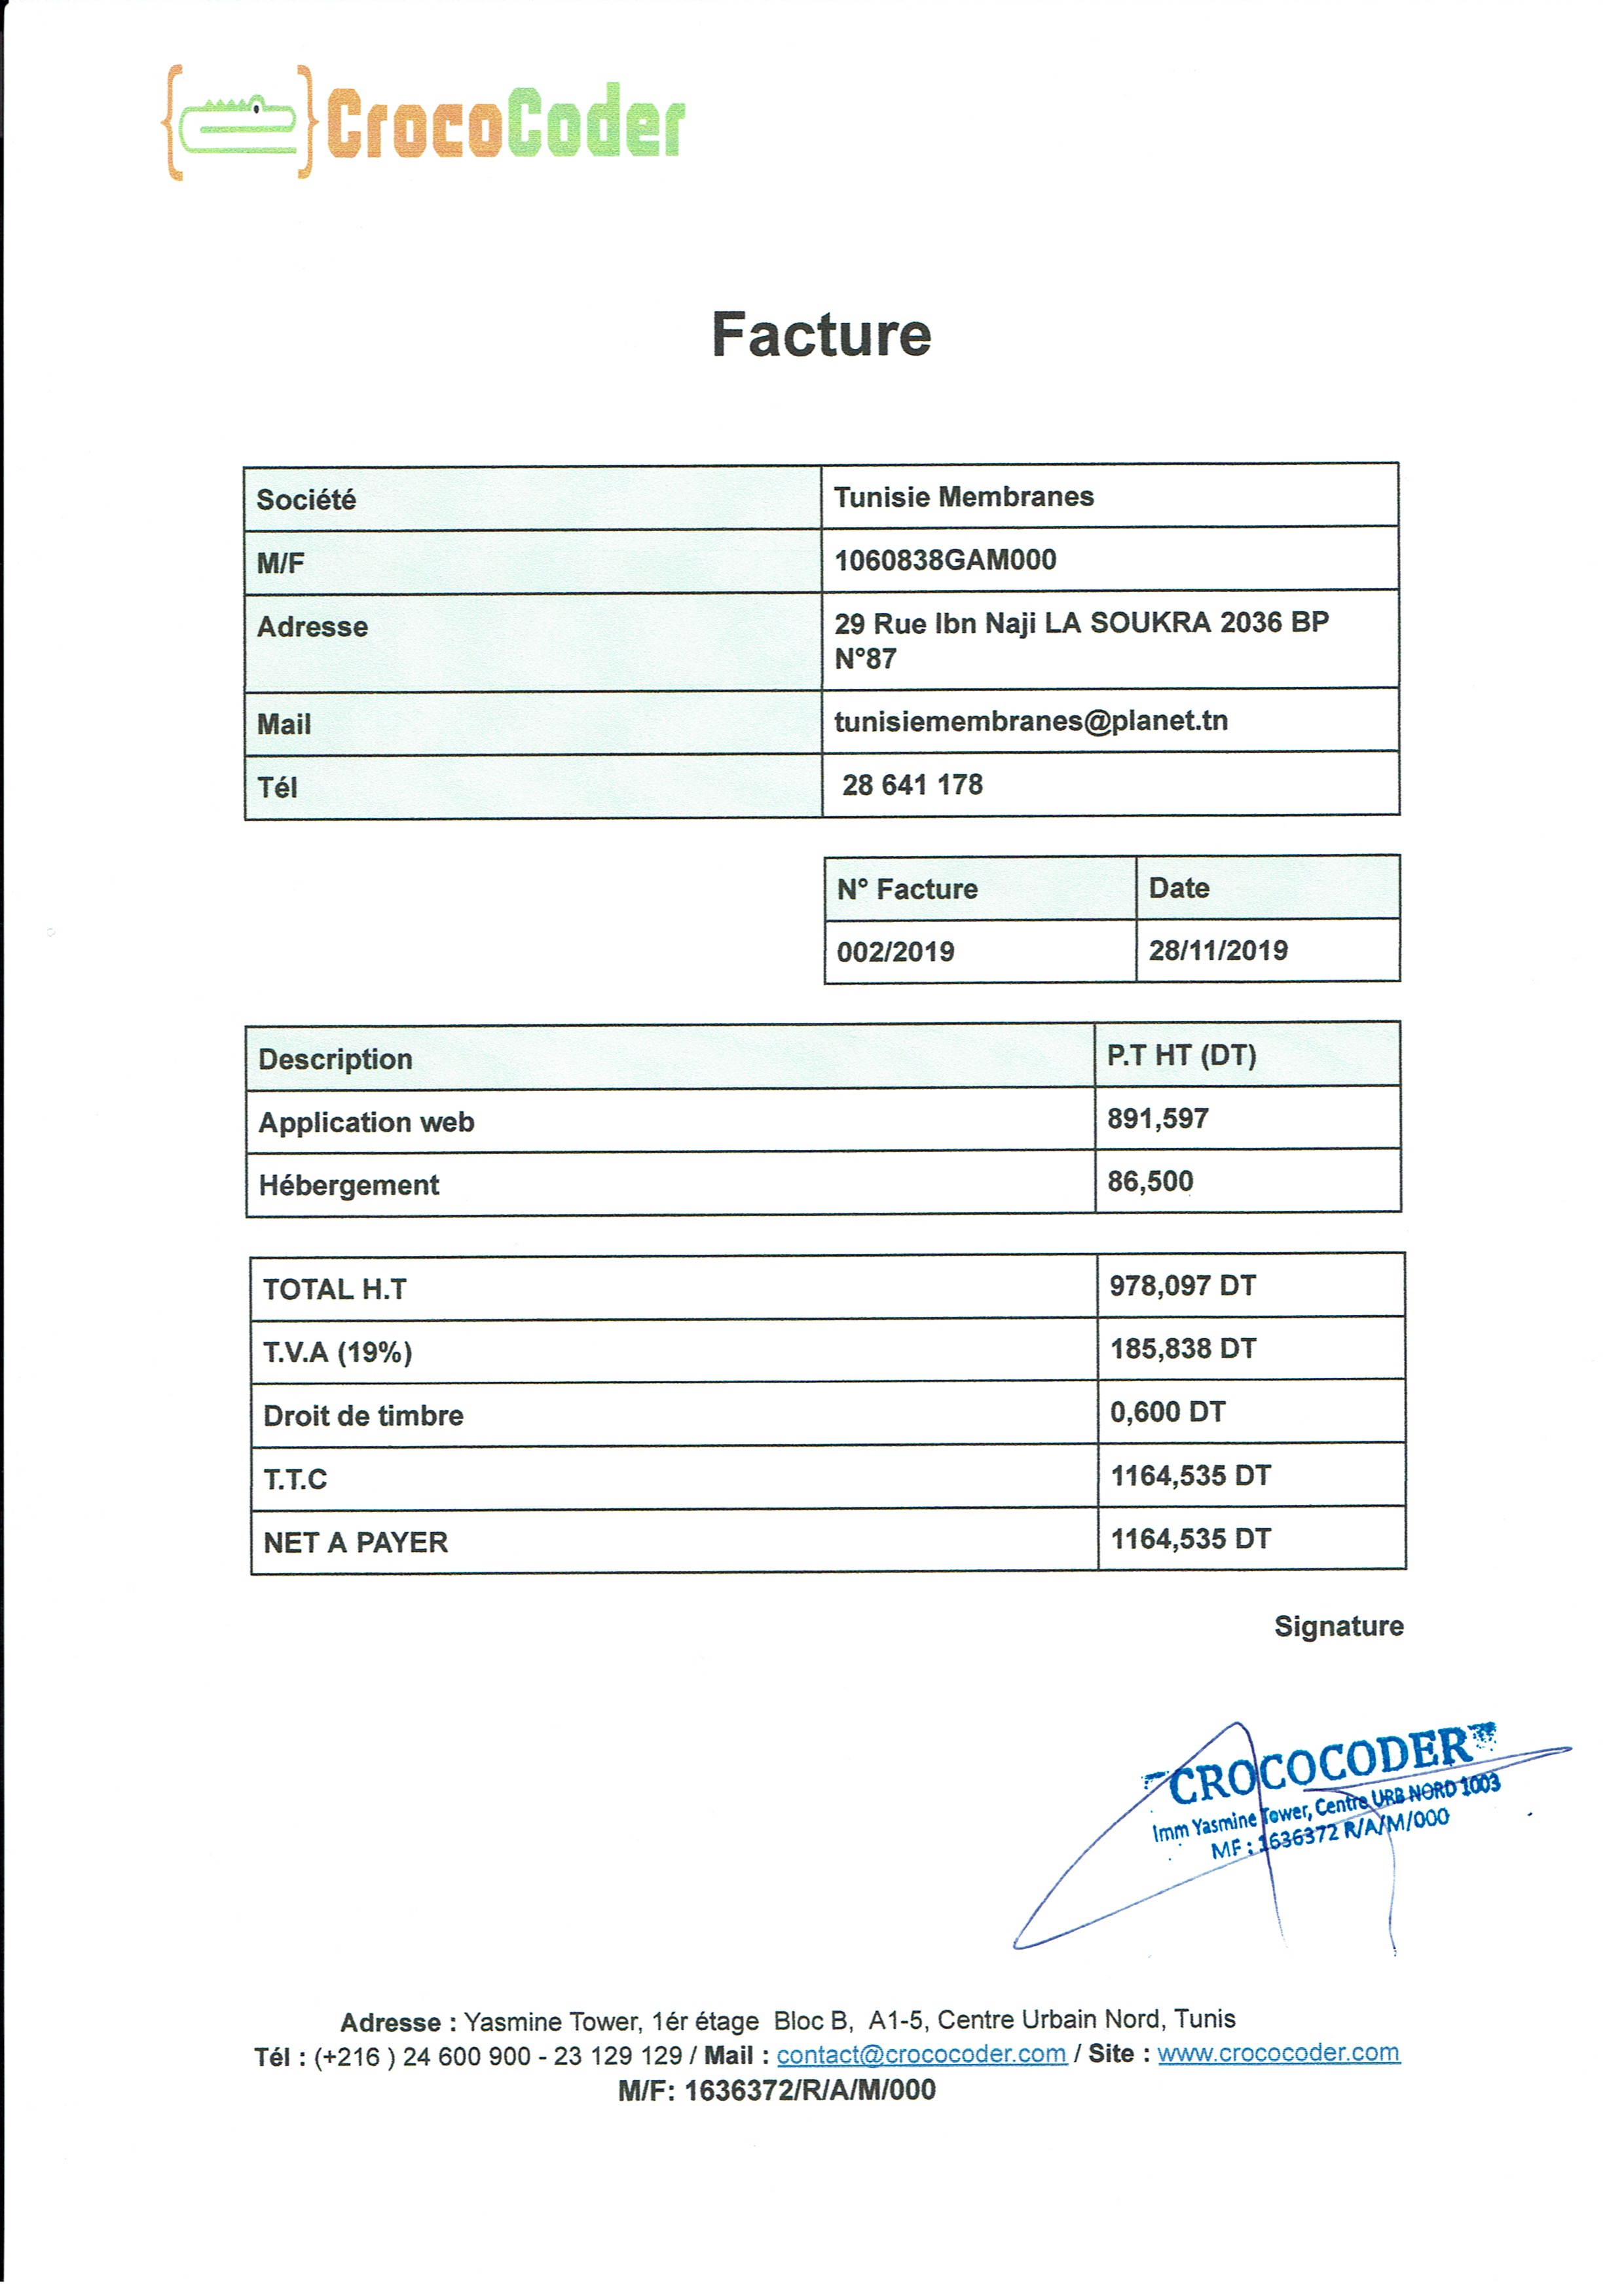 CrocoCoder
Facture
Société Tunisie Membranes
M/F 1060838GAM000
Adresse 29 Rue Ibn Naji LA SOUKRA 2036 BP
N°87
Mail tunisiemembranes@planet.tn
Tél 28 641 178
N° Facture Date
002/2019 28/11/2019
Description P.T HT (DT)
Application web 891,597
Hébergement 86,500
TOTAL H.T 978,097 DT
T.V.A (19%) 185,838 DT
Droit de timbre 0,600 DT
T.T.C 1164,535 DT
NET A PAYER 1164,535 DT
Signature
CROCOCODER
Imm Yasmine Tower, Centre URB NORD 1003
MF : 1636372 R/A/M/000
Adresse : Yasmine Tower, 1ér étage Bloc B, A1-5, Centre Urbain Nord, Tunis
Tél : (+216 ) 24 600 900 - 23 129 129 / Mail : contact@crococoder.com / Site : www.crococoder.com
M/F: 1636372/R/A/M/000